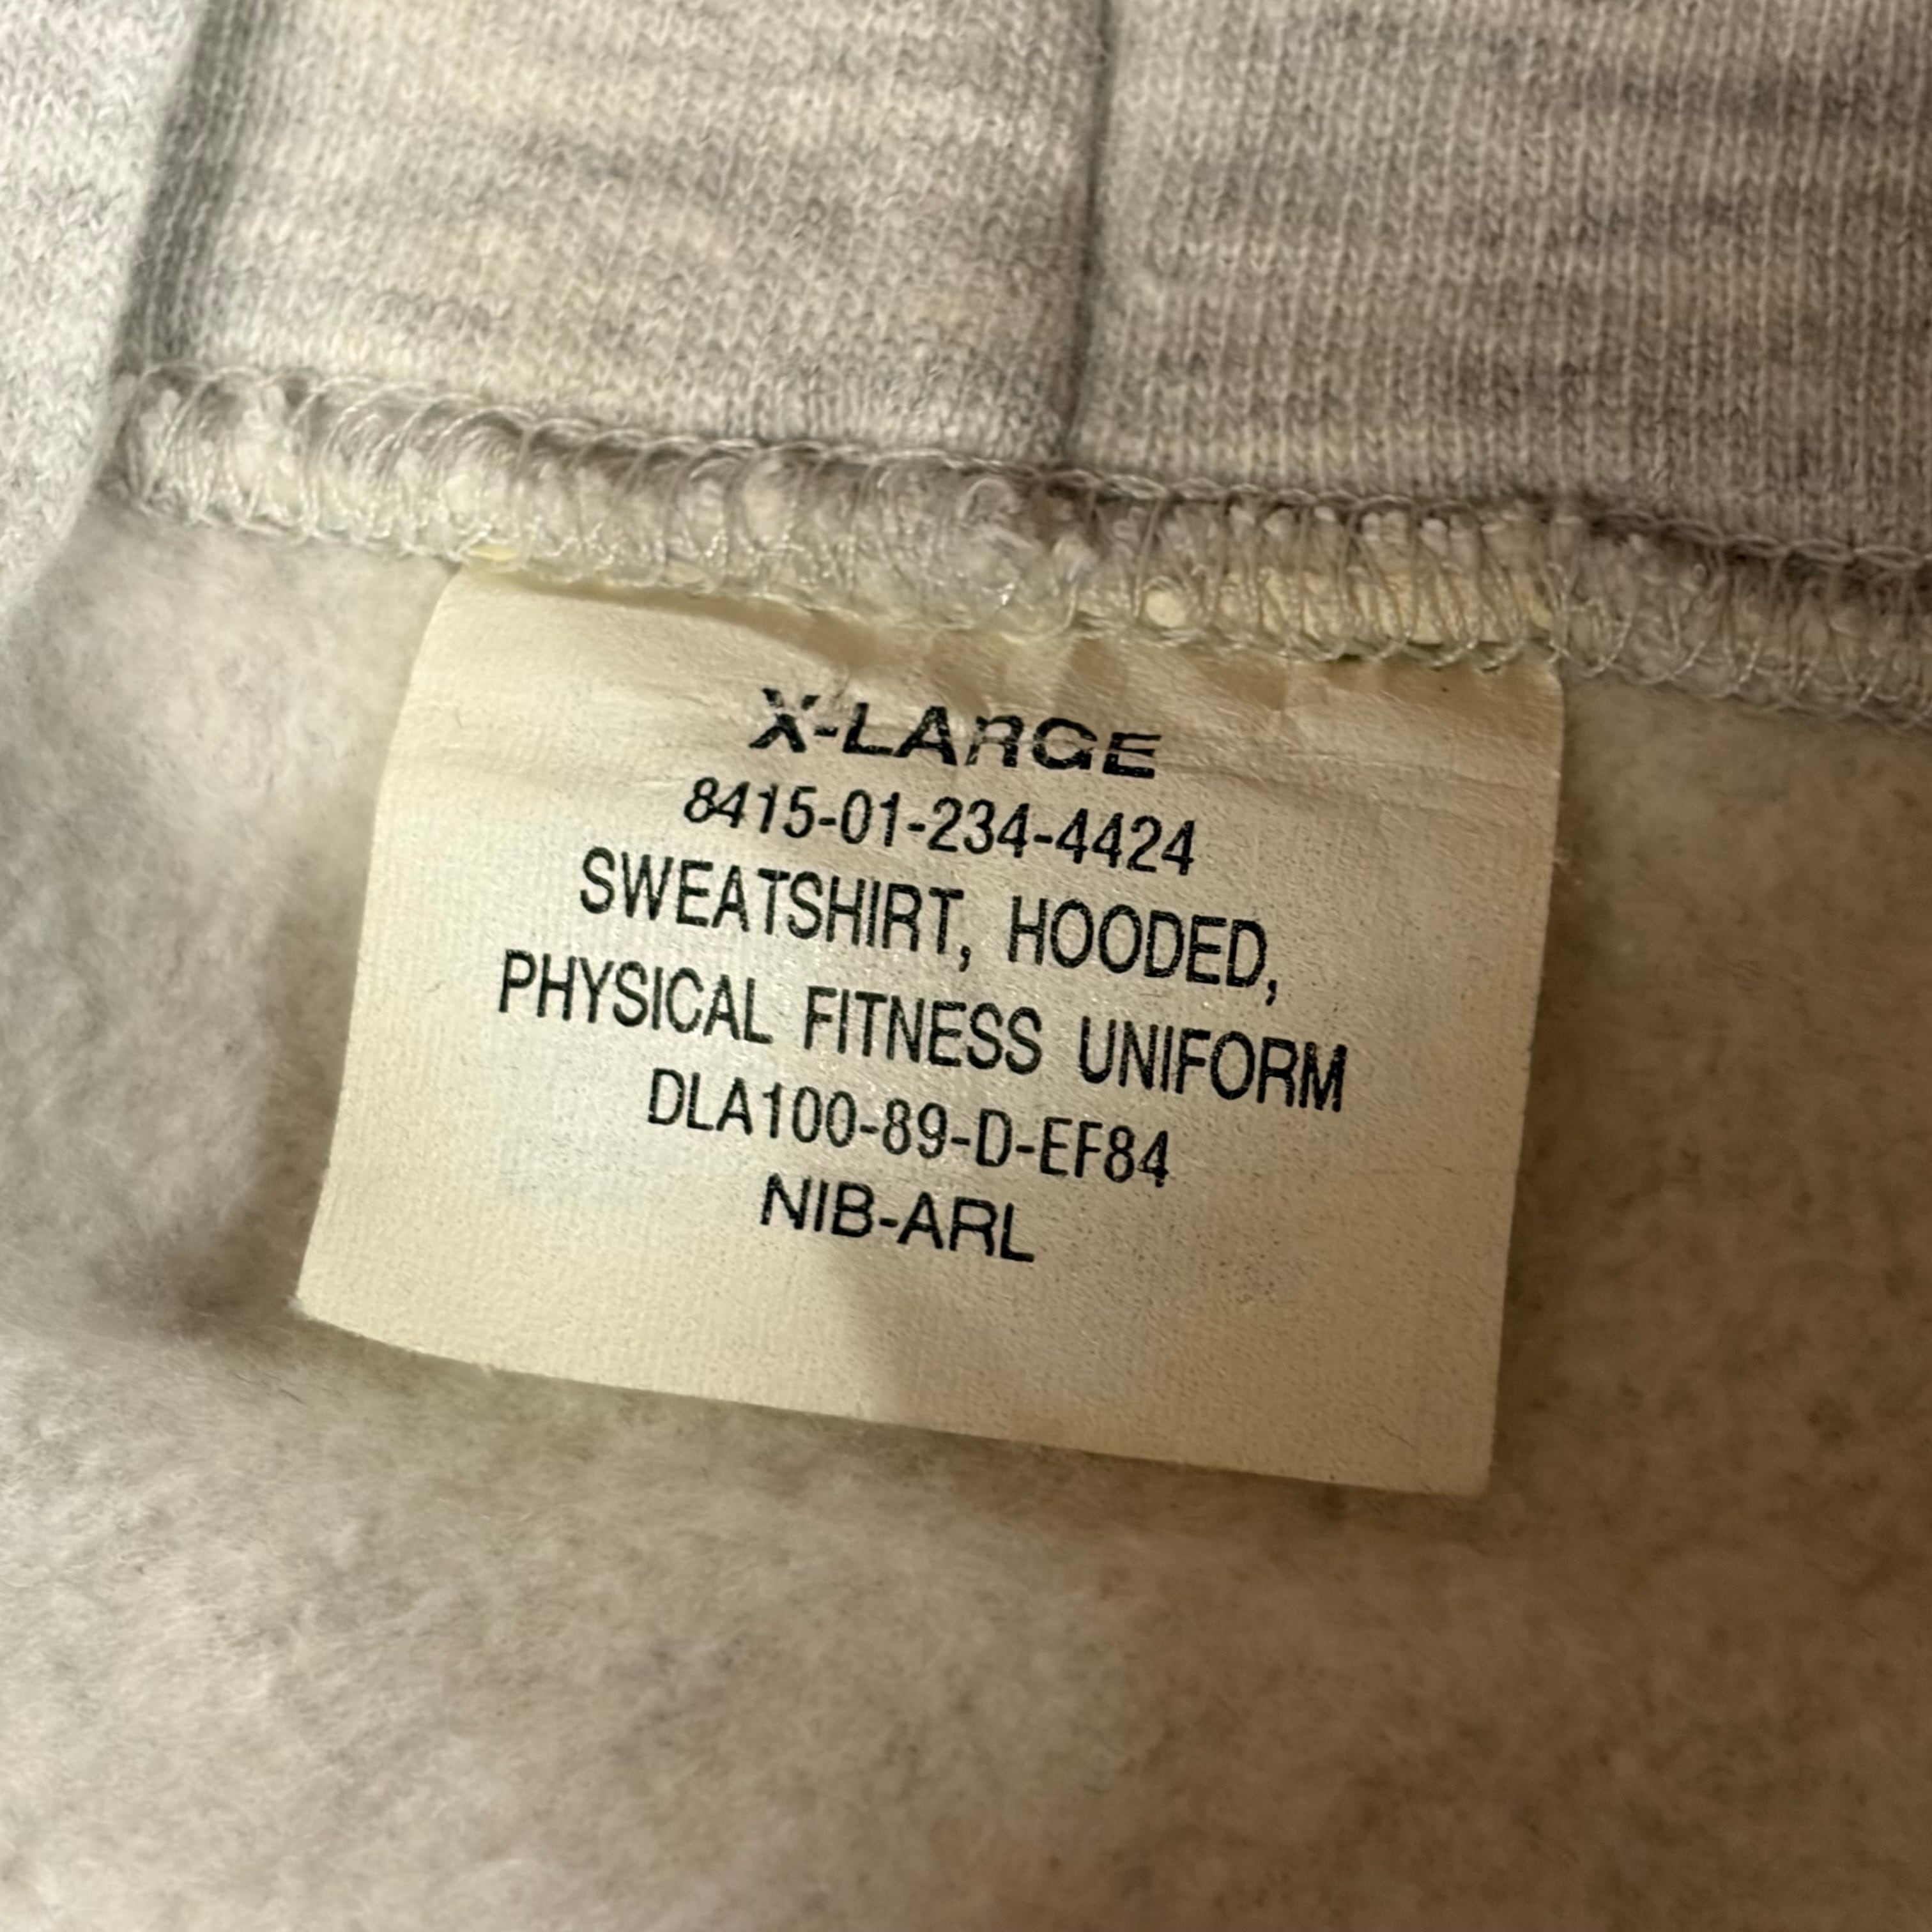 X-LARGE
8415-01-234-4424
SWEATSHIRT, HOODED,
PHYSICAL FITNESS UNIFORM
DLA100-89-D-EF84
NIB-ARL